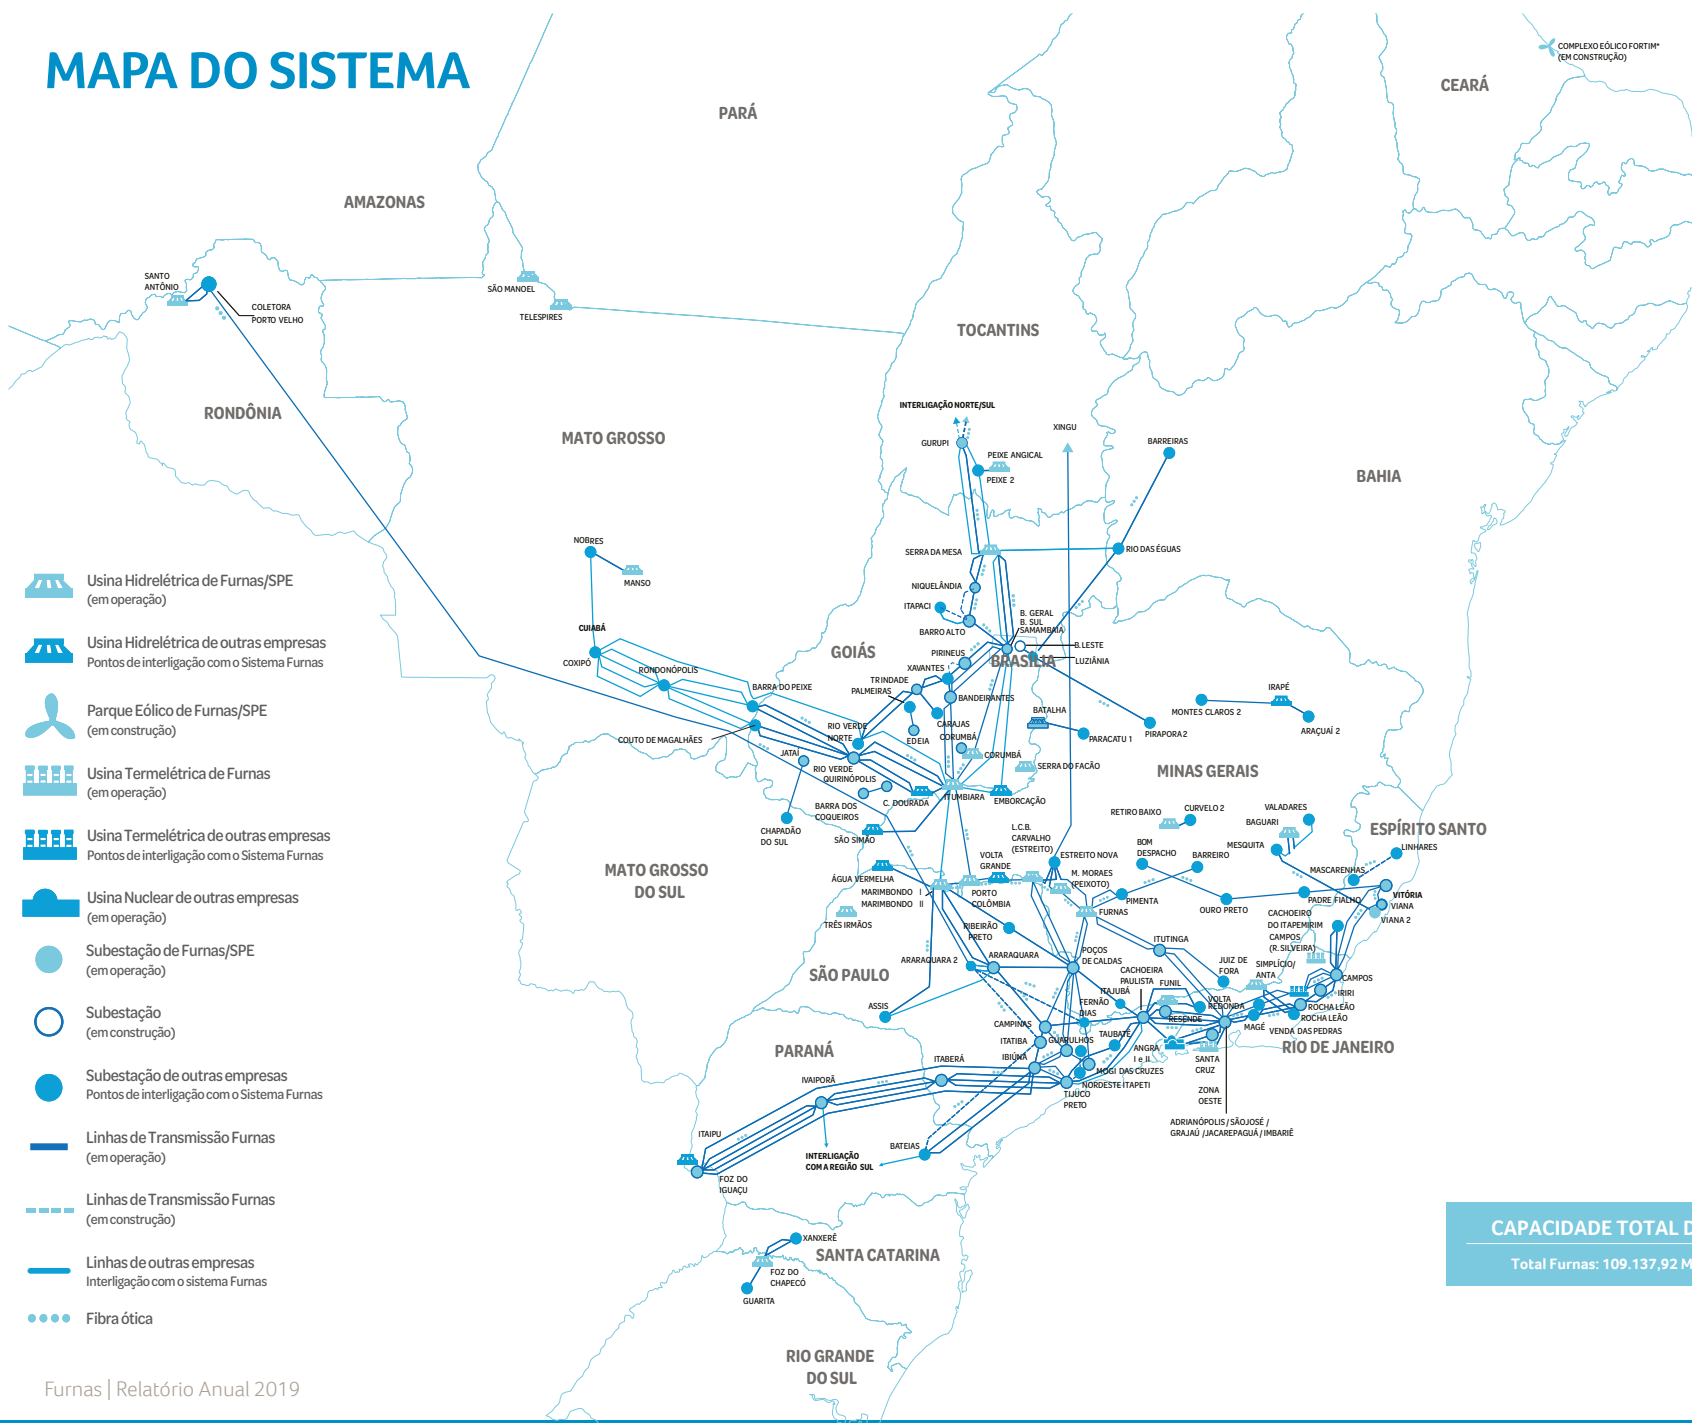 MAPA DO SISTEMA
COMPLEXO EÓLICO FORTIM*
(EM CONSTRUÇÃO)
CEARÁ
PARÁ
AMAZONAS
SANTO
ANTÔNIO
COLETORA
PORTO VELHO
SÃO MANOEL
TELESPIRES
TOCANTINS
RONDÔNIA
MATO GROSSO
INTERLIGAÇÃO NORTE/SUL
XINGU
GURUPI
BARREIRAS
PEIXE ANGICAL
PEIXE 2
BAHIA
NOBRES
MANSO
SERRA DA MESA
RIO DAS ÉGUAS
NIQUELÂNDIA
ITAPACI
BARRO ALTO
B. GERAL
B. SUL
SAMAMBAIA
B.LESTE
LUZIÂNIA
BRASÍLIA
CUIABÁ
COXIPÓ
RONDONÓPOLIS
GOIÁS
PIRINEUS
XAVANTES
TRINDADE
PALMEIRAS
BANDEIRANTES
BARRA DO PEIXE
COUTO DE MAGALHÃES
RIO VERDE
NORTE
CARAJAS
EDEIA
CORUMBÁ
CORUMBÁ
BATALHA
PARACATU 1
PIRAPORA 2
MONTES CLAROS 2
IRAPÉ
ARAÇUAÍ 2
SERRA DO FACÃO
MINAS GERAIS
JATAÍ
RIO VERDE
QUIRINÓPOLIS
BARRA DOS
COQUEIROS
C. DOURADA
ITUMBIARA
EMBORCAÇÃO
CHAPADÃO
DO SUL
SÃO SIMÃO
RETIRO BAIXO
CURVELO 2
VALADARES
BAGUARI
ESPÍRITO SANTO
MESQUITA
LINHARES
MASCARENHAS
L.C.B.
CARVALHO
(ESTREITO)
ESTREITO NOVA
BOM
DESPACHO
BARREIRO
VOLTA
GRANDE
M. MORAES
(PEIXOTO)
MATO GROSSO
DO SUL
ÁGUA VERMELHA
MARIMBONDO I
MARIMBONDO II
PORTO
COLÔMBIA
PIMENTA
FURNAS
OURO PRETO
PADRE FIALHO
VITÓRIA
VIANA
VIANA 2
TRÊS IRMÃOS
RIBEIRÃO
PRETO
CACHOEIRO
DO ITAPEMIRIM
CAMPOS
(R. SILVEIRA)
ITUTINGA
ARARAQUARA 2
ARARAQUARA
POÇOS
DE CALDAS
SÃO PAULO
JUIZ DE
FORA
SIMPLÍCIO/
ANTA
CAMPOS
IRIRI
CACHOEIRA
PAULISTA
FUNIL
ITAJUBÁ
VOLTA
REDONDA
ROCHA LEÃO
ROCHA LEÃO
ASSIS
FERNÃO
DIAS
RESENDE
MAGÉ
VENDA DAS PEDRAS
CAMPINAS
TAUBATÉ
RIO DE JANEIRO
ITATIBA
GUARULHOS
ANGRA
I e II
PARANÁ
IBIÚNA
ITABERÁ
MOGI DAS CRUZES
SANTA
CRUZ
IVAIPORÃ
NORDESTE ITAPETI
TIJUCO
PRETO
ZONA
OESTE
ADRIANÓPOLIS / SÃO JOSÉ /
GRAJAÚ / JACAREPAGUÁ / IMBARIÊ
ITAIPU
BATEIAS
INTERLIGAÇÃO
COM A REGIÃO SUL
FOZ DO
IGUAÇU
XANXERÊ
SANTA CATARINA
FOZ DO
CHAPECÓ
GUARITA
RIO GRANDE
DO SUL
Usina Hidrelétrica de Furnas/SPE
(em operação)
Usina Hidrelétrica de outras empresas
Pontos de interligação com o Sistema Furnas
Parque Eólico de Furnas/SPE
(em construção)
Usina Termelétrica de Furnas
(em operação)
Usina Termelétrica de outras empresas
Pontos de interligação com o Sistema Furnas
Usina Nuclear de outras empresas
(em operação)
Subestação de Furnas/SPE
(em operação)
Subestação
(em construção)
Subestação de outras empresas
Pontos de interligação com o Sistema Furnas
Linhas de Transmissão Furnas
(em operação)
Linhas de Transmissão Furnas
(em construção)
Linhas de outras empresas
Interligação com o sistema Furnas
Fibra ótica
CAPACIDADE TOTAL D
Total Furnas: 109.137,92 M
Furnas | Relatório Anual 2019